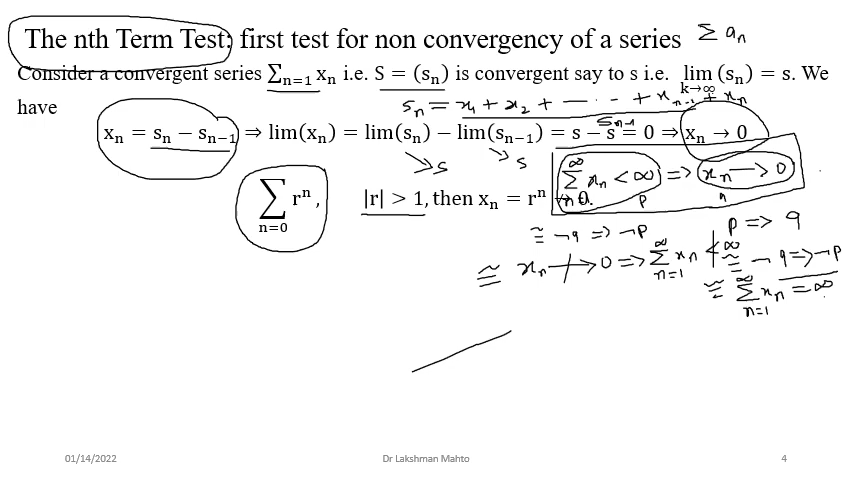 The nth Term Test: first test for non convergency of a series Σ aₙ
Consider a convergent series ∑ₙ₌₁ xₙ i.e. S = (sₙ) is convergent say to s i.e. lim k→∞ (sₙ) = s. We
have
sₙ = x₁ + x₂ + — · · · + xₙ₋₁ + xₙ
sₙ₋₁
xₙ = sₙ − sₙ₋₁ ⇒ lim(xₙ) = lim(sₙ) − lim(sₙ₋₁) = s − s = 0 ⇒ xₙ → 0
↘ s ↘ s
∑ n=0 rⁿ, |r| > 1, then xₙ = rⁿ ↛ 0.
∞ Σ n=1 xₙ < ∞ => xₙ —> 0
p q
p => q
≅ ¬q => ¬p
≅ ¬q => ¬p
≅ xₙ ↛ 0 => ∞ Σ n=1 xₙ ≮ ∞
≅ ∞ Σ n=1 xₙ = ∞
01/14/2022 Dr Lakshman Mahto 4